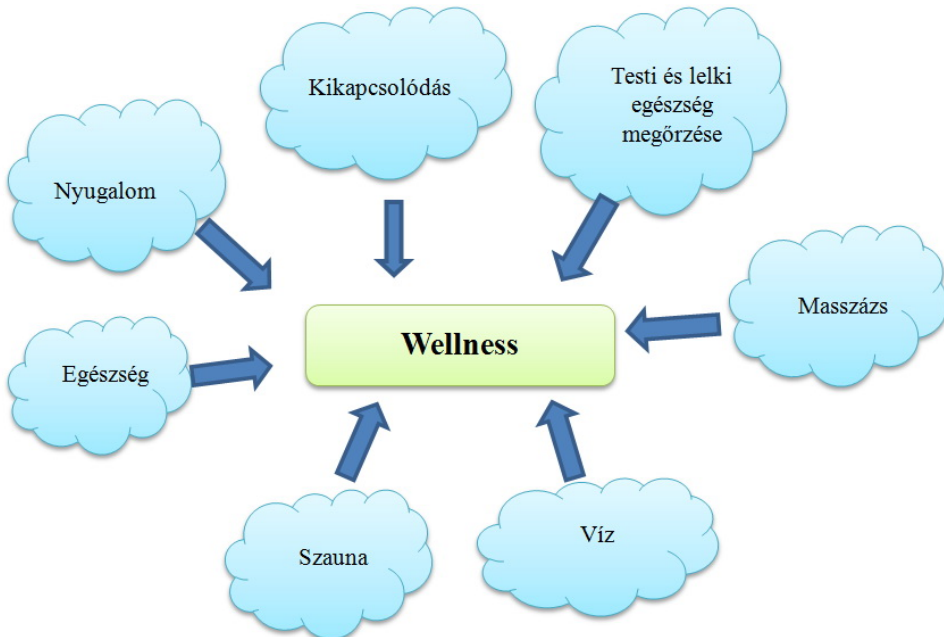 Kikapcsolódás
Testi és lelki
egészség
megőrzése
Nyugalom
Masszázs
Wellness
Egészség
Szauna
Víz